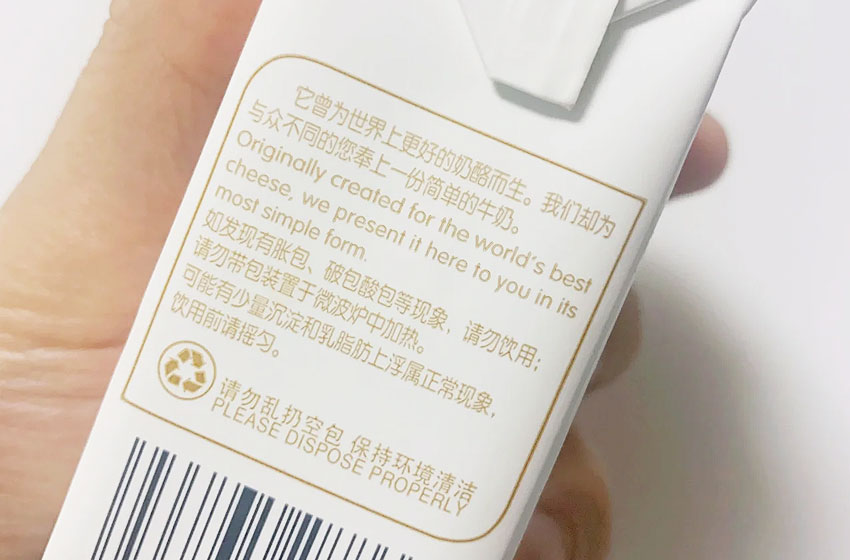 它曾为世界上更好的奶酪而生。我们却为
与众不同的您奉上一份简单的牛奶。
Originally created for the world's best
cheese, we present it here to you in its
most simple form.
如发现有胀包、破包酸包等现象，请勿饮用；
请勿带包装置于微波炉中加热。
可能有少量沉淀和乳脂肪上浮属正常现象，
饮用前请摇匀。
请勿乱扔空包 保持环境清洁
PLEASE DISPOSE PROPERLY